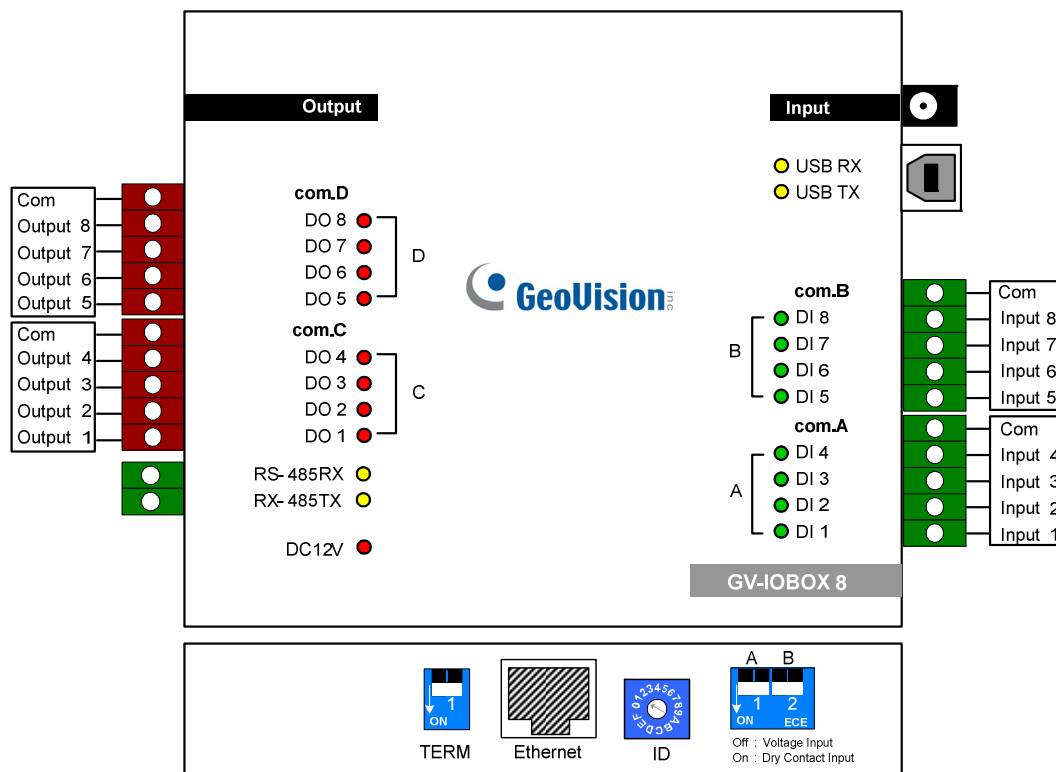 Output
Input
USB RX
USB TX
Com
Output 8
Output 7
Output 6
Output 5
Com
Output 4
Output 3
Output 2
Output 1
com.D
DO 8
DO 7
DO 6
DO 5
D
com.C
DO 4
DO 3
DO 2
DO 1
C
RS-485RX
RX-485TX
DC12V
GeoVision inc
com.B
DI 8
DI 7
DI 6
DI 5
B
com.A
DI 4
DI 3
DI 2
DI 1
A
Com
Input 8
Input 7
Input 6
Input 5
Com
Input 4
Input 3
Input 2
Input 1
GV-IOBOX 8
1
ON
TERM
Ethernet
0123456789ABCDEF
ID
A B
1 2
ON ECE
Off : Voltage Input
On : Dry Contact Input